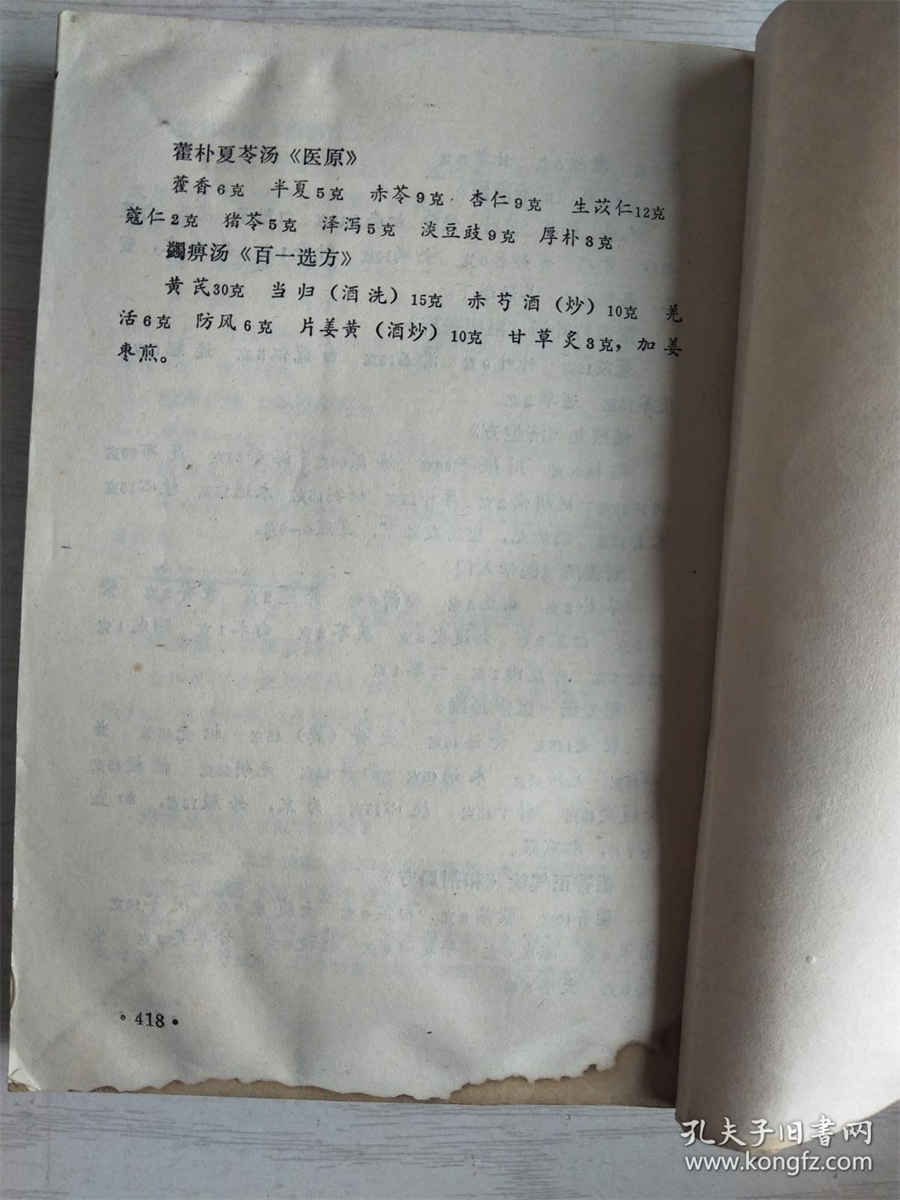 藿朴夏苓汤《医原》
藿香6克 半夏5克 赤苓9克 杏仁9克 生苡仁12克
蔻仁2克 猪苓5克 泽泻5克 淡豆豉9克 厚朴3克
蠲痹汤《百一选方》
黄芪30克 当归（酒洗）15克 赤芍酒（炒）10克 羌
活6克 防风6克 片姜黄（酒炒）10克 甘草炙3克，加姜
枣煎。
·418·
孔夫子旧书网
www.kongfz.com